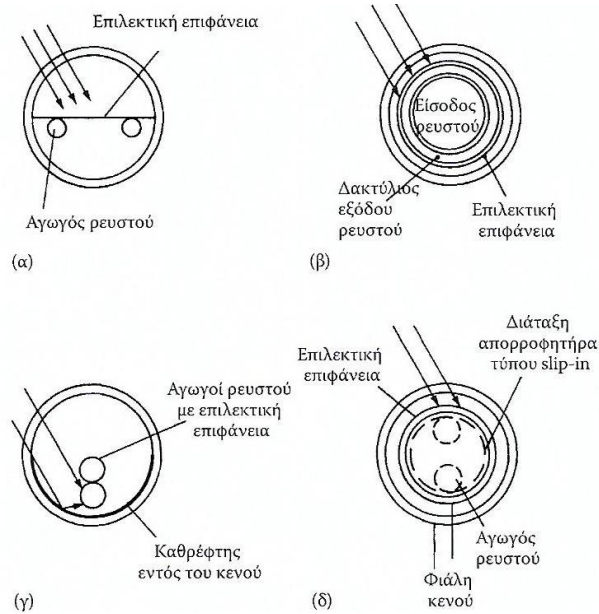 Επιλεκτική επιφάνεια
Αγωγός ρευστού
(α)
Είσοδος
ρευστού
Δακτύλιος
εξόδου
ρευστού
Επιλεκτική
επιφάνεια
(β)
Αγωγοί ρευστού
με επιλεκτική
επιφάνεια
Καθρέφτης
εντός του κενού
(γ)
Διάταξη
απορροφητήρα
τύπου slip-in
Επιλεκτική
επιφάνεια
Αγωγός
ρευστού
Φιάλη
κενού
(δ)